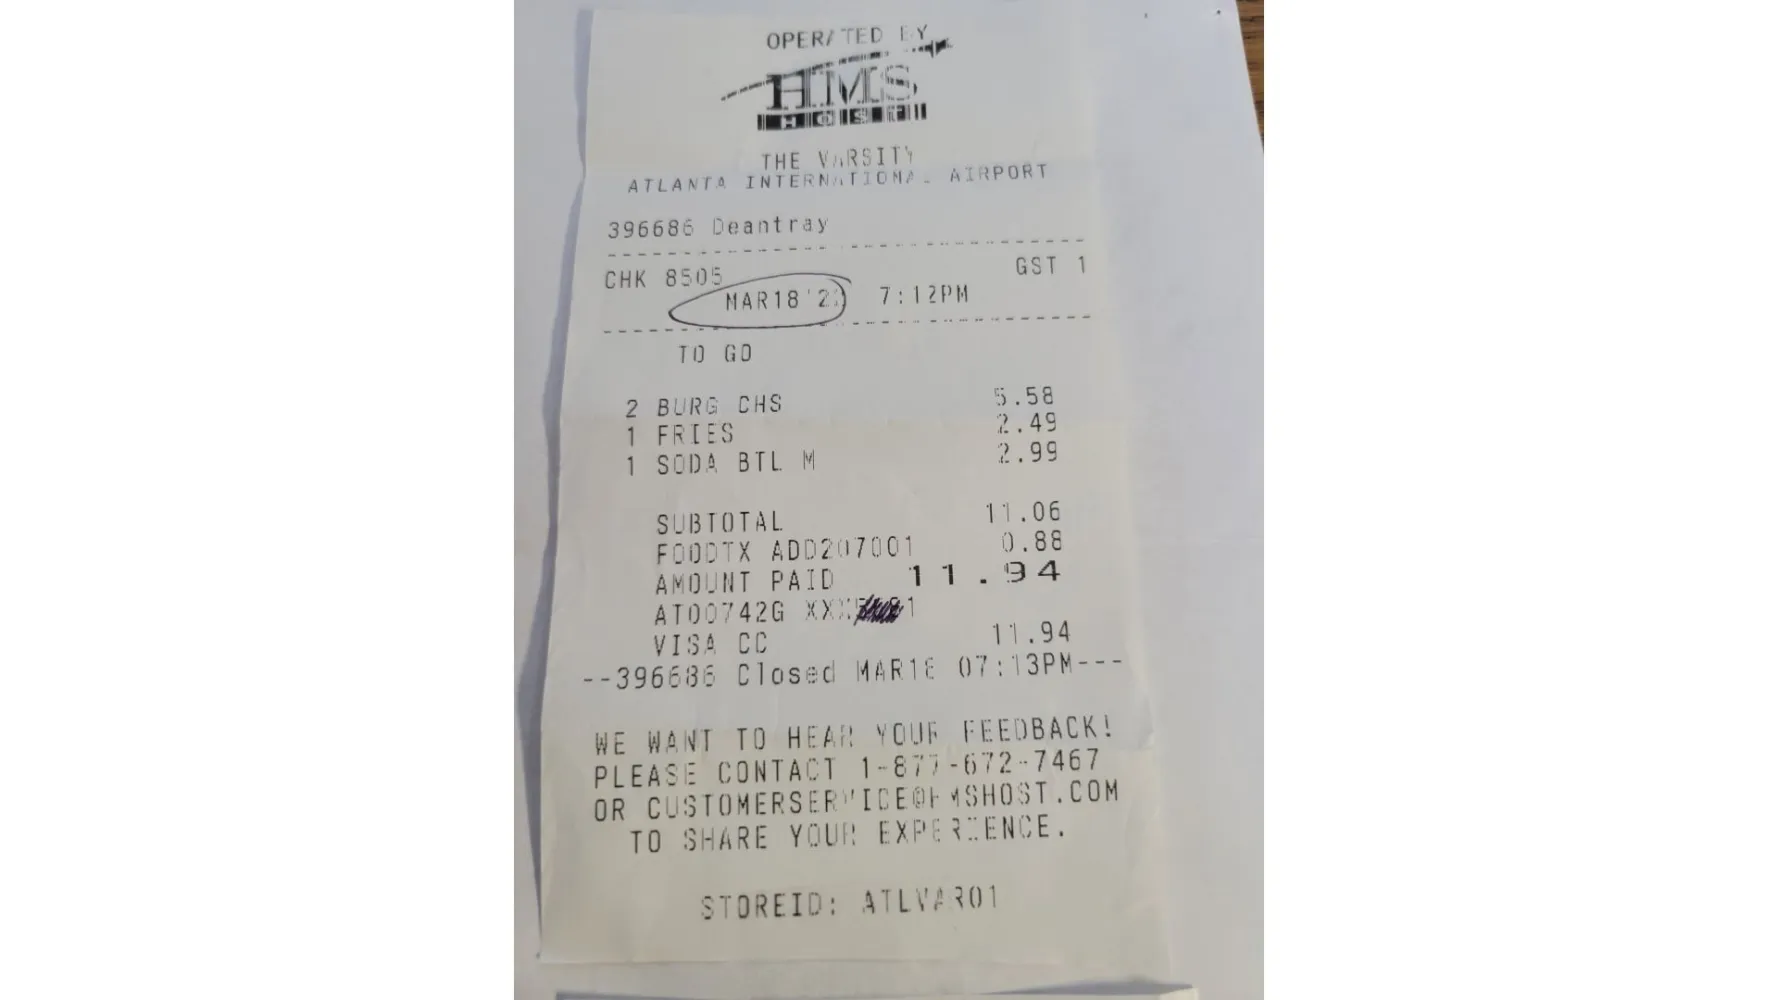 OPERATED BY
HMS
HOST
THE VARSITY
ATLANTA INTERNATIONAL AIRPORT
396686 Deantray
CHK 8505 GST 1
MAR18 7:12PM
TO GO
2 BURG CHS 5.58
1 FRIES 2.49
1 SODA BTL M 2.99
SUBTOTAL 11.06
FOODTX ADD207001 0.88
AMOUNT PAID 11.94
AT00742G
VISA CC 11.94
--396686 Closed MAR18 07:13PM---
WE WANT TO HEAR YOUR FEEDBACK!
PLEASE CONTACT 1-877-672-7467
OR CUSTOMERSERVICE@HMSHOST.COM
TO SHARE YOUR EXPERIENCE.
STOREID: ATLVAR01